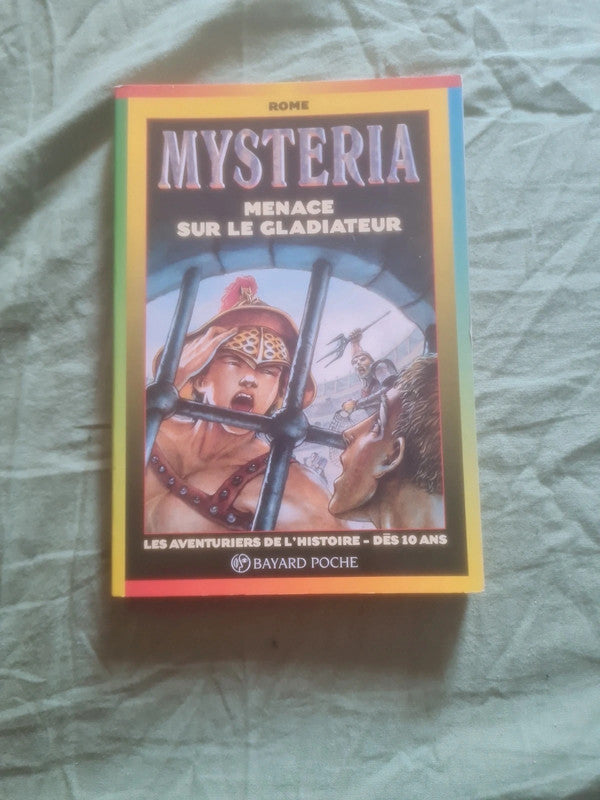 ROME
MYSTERIA
MENACE
SUR LE GLADIATEUR
LES AVENTURIERS DE L'HISTOIRE - DÈS 10 ANS
BAYARD POCHE